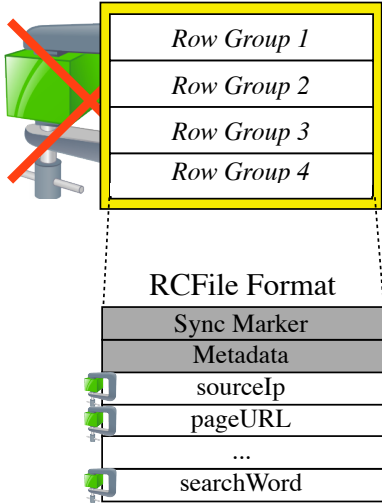 Row Group 1
Row Group 2
Row Group 3
Row Group 4
RCFile Format
Sync Marker
Metadata
sourceIp
pageURL
...
searchWord